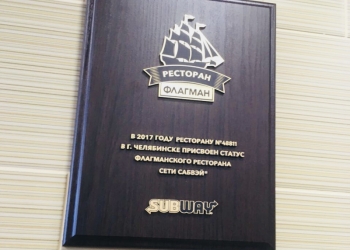 РЕСТОРАН
ФЛАГМАН
В 2017 ГОДУ РЕСТОРАНУ №48811
В Г. ЧЕЛЯБИНСКЕ ПРИСВОЕН СТАТУС
ФЛАГМАНСКОГО РЕСТОРАНА
СЕТИ САБВЭЙ®
SUBWAY